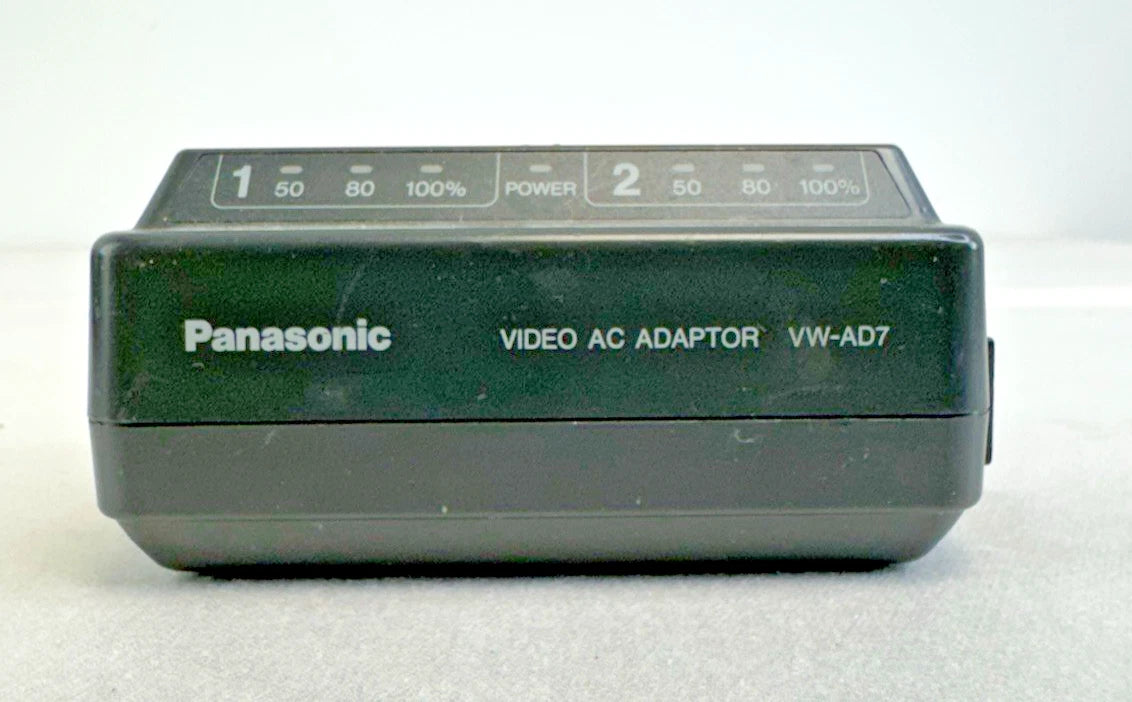 1 50 80 100% POWER 2 50 80 100%
Panasonic VIDEO AC ADAPTOR VW-AD7